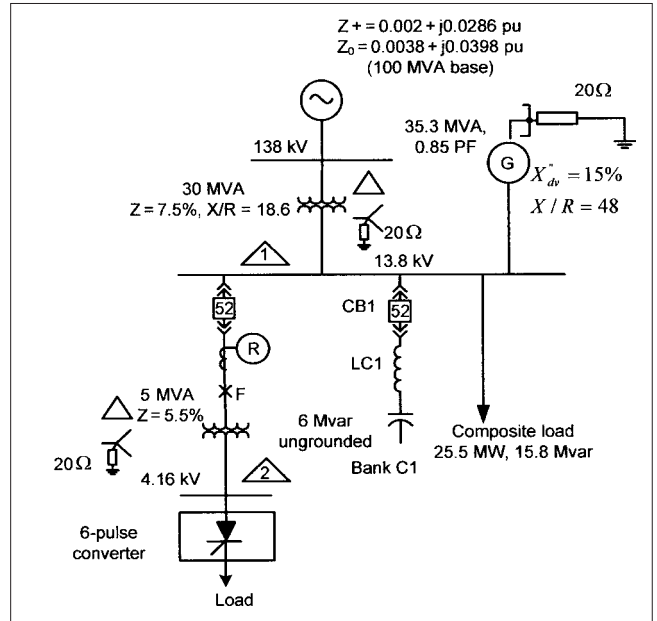 Z + = 0.002 + j0.0286 pu
Z₀ = 0.0038 + j0.0398 pu
(100 MVA base)
20Ω
35.3 MVA,
0.85 PF
G
X"dv = 15%
X / R = 48
138 kV
30 MVA
Z = 7.5%, X/R = 18.6
20Ω
1
13.8 kV
52
CB1
52
R
LC1
F
5 MVA
Z = 5.5%
6 Mvar
ungrounded
Composite load
25.5 MW, 15.8 Mvar
20Ω
Bank C1
4.16 kV
2
6-pulse
converter
Load